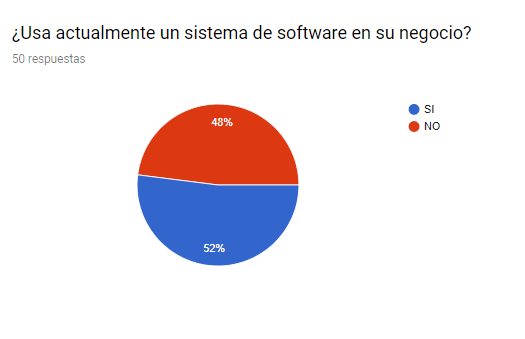 ¿Usa actualmente un sistema de software en su negocio?
50 respuestas
SI
NO
48%
52%